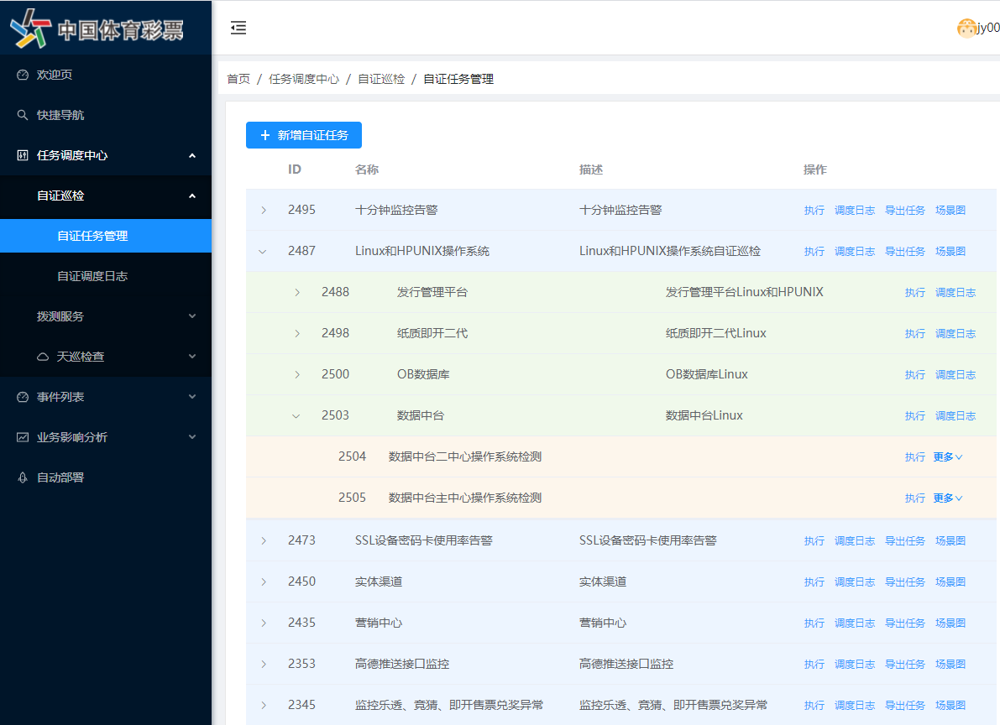 中国体育彩票
jy00
欢迎页
快捷导航
任务调度中心
自证巡检
自证任务管理
自证调度日志
拨测服务
天巡检查
事件列表
业务影响分析
自动部署
首页 / 任务调度中心 / 自证巡检 / 自证任务管理
+ 新增自证任务
ID 名称 描述 操作
2495 十分钟监控告警 十分钟监控告警 执行 调度日志 导出任务 场景图
2487 Linux和HPUNIX操作系统 Linux和HPUNIX操作系统自证巡检 执行 调度日志 导出任务 场景图
2488 发行管理平台 发行管理平台Linux和HPUNIX 执行 调度日志
2498 纸质即开二代 纸质即开二代Linux 执行 调度日志
2500 OB数据库 OB数据库Linux 执行 调度日志
2503 数据中台 数据中台Linux 执行 调度日志
2504 数据中台二中心操作系统检测 执行 更多
2505 数据中台主中心操作系统检测 执行 更多
2473 SSL设备密码卡使用率告警 SSL设备密码卡使用率告警 执行 调度日志 导出任务 场景图
2450 实体渠道 实体渠道 执行 调度日志 导出任务 场景图
2435 营销中心 营销中心 执行 调度日志 导出任务 场景图
2353 高德推送接口监控 高德推送接口监控 执行 调度日志 导出任务 场景图
2345 监控乐透、竟猜、即开售票兑奖异常 监控乐透、竟猜、即开售票兑奖异常 执行 调度日志 导出任务 场景图